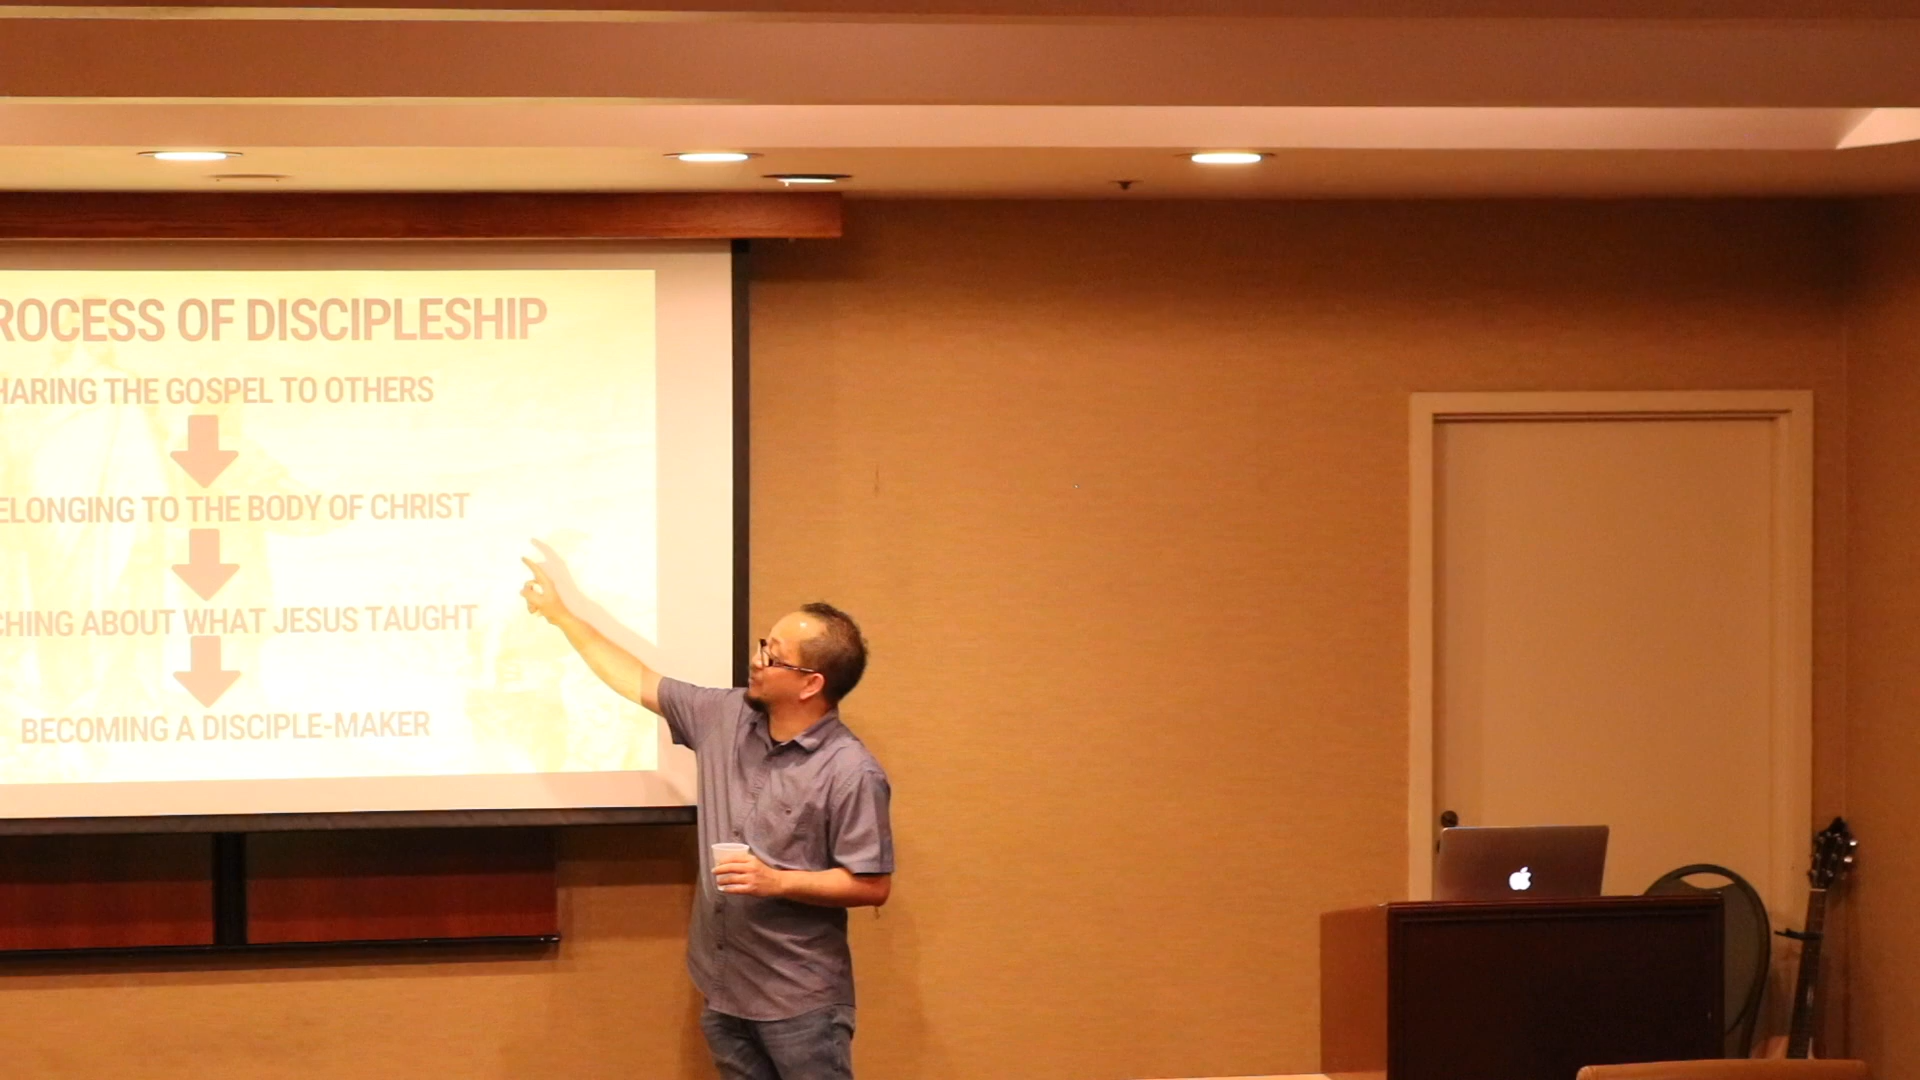 ROCESS OF DISCIPLESHIP
HARING THE GOSPEL TO OTHERS
ELONGING TO THE BODY OF CHRIST
CHING ABOUT WHAT JESUS TAUGHT
BECOMING A DISCIPLE-MAKER